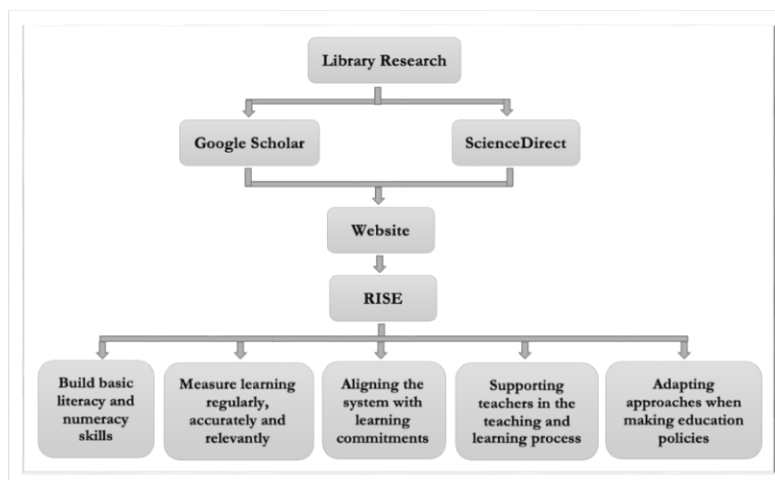 Library Research
Google Scholar
ScienceDirect
Website
RISE
Build basic
literacy and
numeracy
skills
Measure learning
regularly,
accurately and
relevantly
Aligning the
system with
learning
commitments
Supporting
teachers in the
teaching and
learning process
Adapting
approaches when
making education
policies